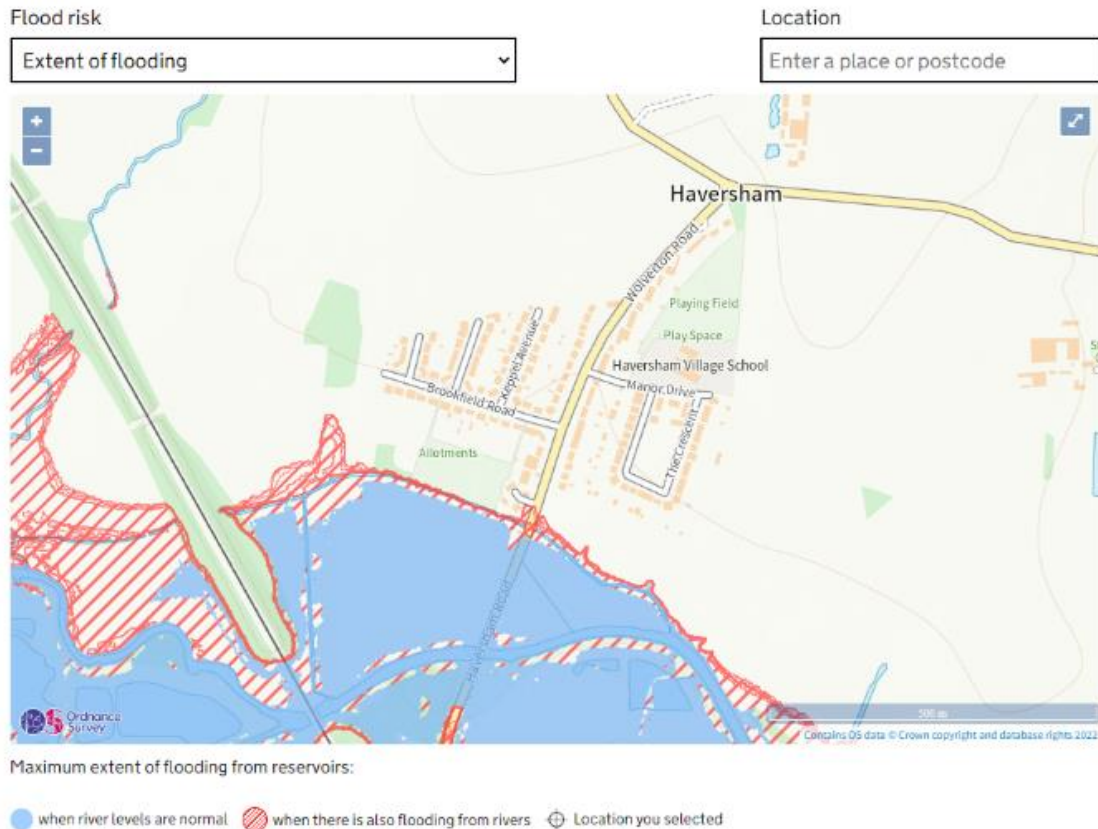 Flood risk
Location
Extent of flooding
Enter a place or postcode
+
−
Haversham
Wolverton Road
Playing Field
Play Space
Haversham Village School
Keppel Avenue
Manor Drive
Brookfield Road
The Crescent
Allotments
Haversham Road
Ordnance
Survey
500 m
Contains OS data © Crown copyright and database rights 2022
Maximum extent of flooding from reservoirs:
when river levels are normal when there is also flooding from rivers Location you selected